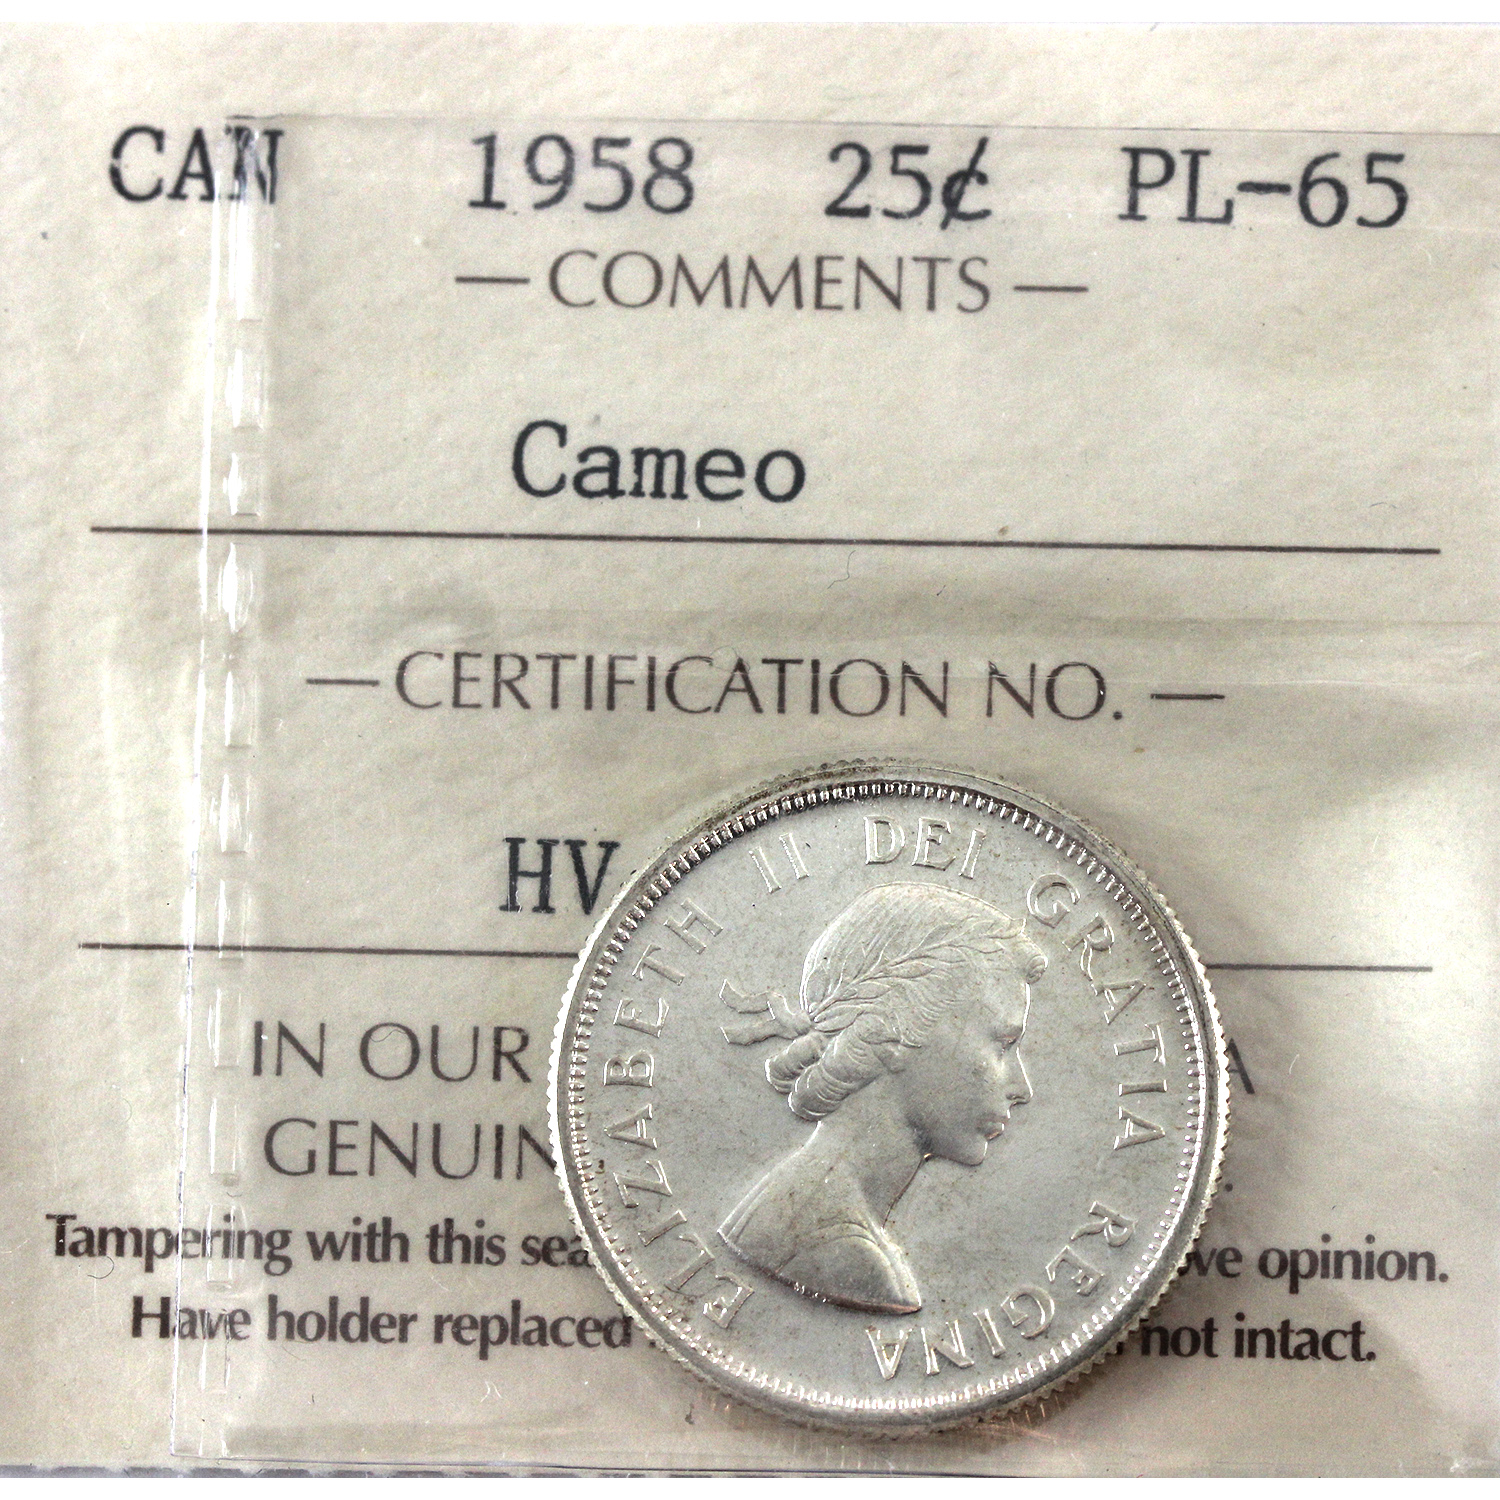 CAN 1958 25¢ PL-65
— COMMENTS —
Cameo
— CERTIFICATION NO. —
HV
IN OUR
GENUIN
Tampering with this sea ve opinion.
Have holder replaced not intact.
ELIZABETH II DEI GRATIA REGINA